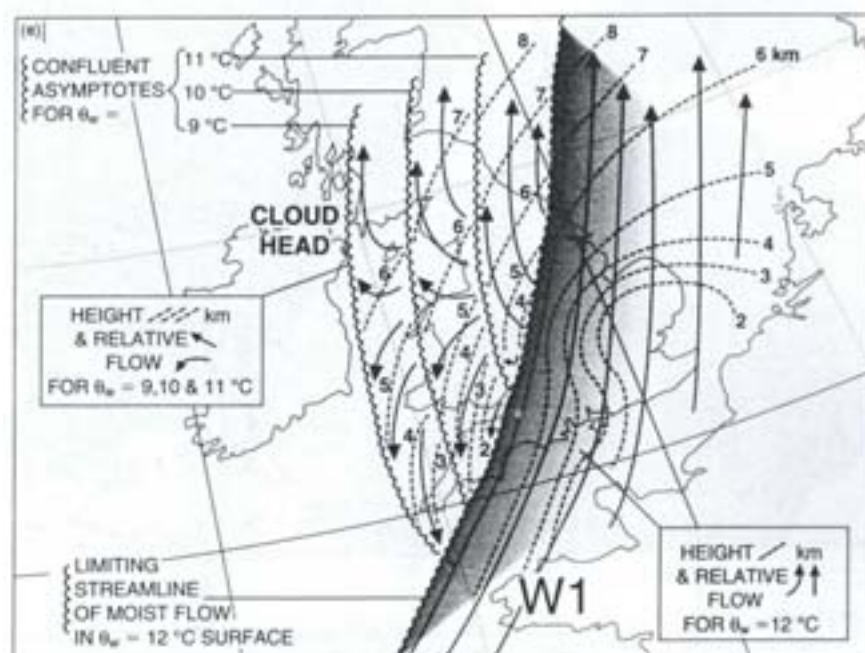 (e)
CONFLUENT
ASYMPTOTES
FOR θw =
11 °C
10 °C
9 °C
8
8
7
6 km
7
7
5
CLOUD
HEAD
6
6
4
6
5
3
4
2
HEIGHT km
& RELATIVE
FLOW
FOR θw = 9,10 & 11 °C
5
5
4
3
4
2
3
LIMITING
STREAMLINE
OF MOIST FLOW
IN θw = 12 °C SURFACE
W1
HEIGHT km
& RELATIVE
FLOW
FOR θw = 12 °C